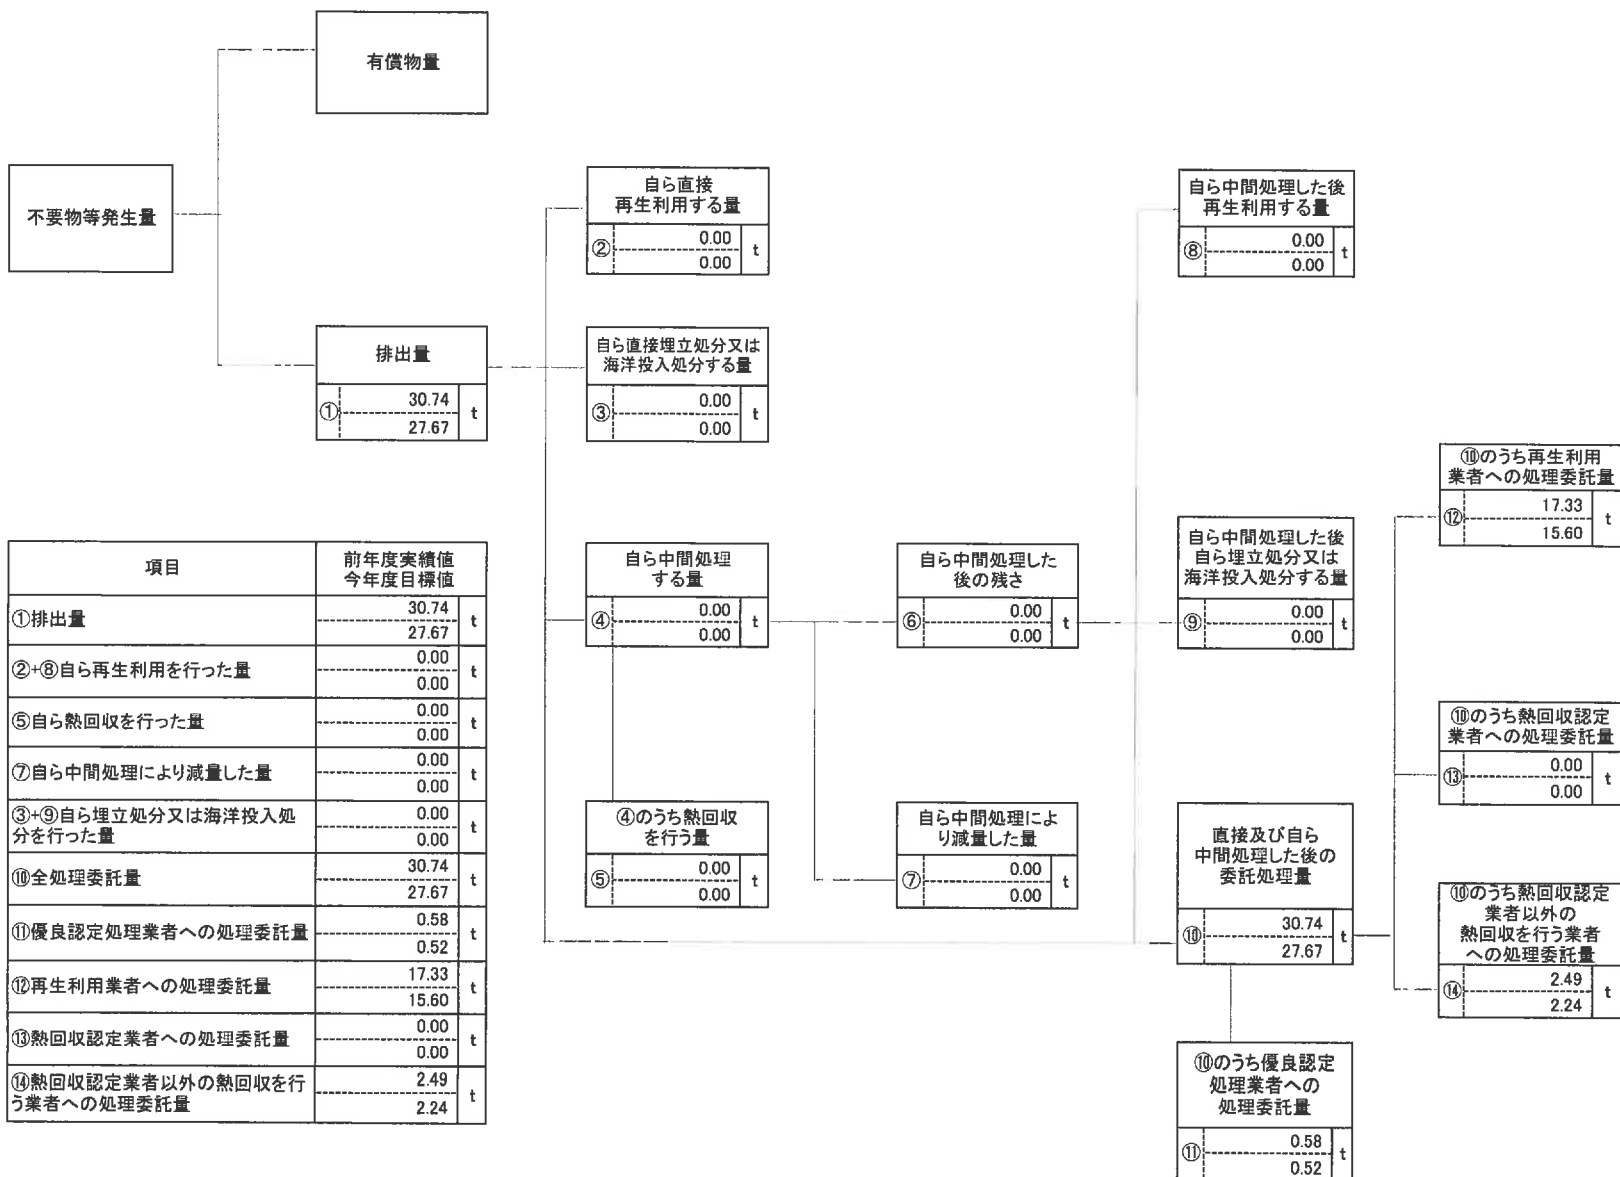 有償物量
不要物等発生量
排出量
①
30.74
27.67
t
自ら直接
再生利用する量
②
0.00
0.00
t
自ら直接埋立処分又は
海洋投入処分する量
③
0.00
0.00
t
自ら中間処理
する量
④
0.00
0.00
t
④のうち熱回収
を行う量
⑤
0.00
0.00
t
自ら中間処理した
後の残さ
⑥
0.00
0.00
t
自ら中間処理によ
り減量した量
⑦
0.00
0.00
t
自ら中間処理した後
再生利用する量
⑧
0.00
0.00
t
自ら中間処理した後
自ら埋立処分又は
海洋投入処分する量
⑨
0.00
0.00
t
直接及び自ら
中間処理した後の
委託処理量
⑩
30.74
27.67
t
⑩のうち優良認定
処理業者への
処理委託量
⑪
0.58
0.52
t
⑩のうち再生利用
業者への処理委託量
⑫
17.33
15.60
t
⑩のうち熱回収認定
業者への処理委託量
⑬
0.00
0.00
t
⑩のうち熱回収認定
業者以外の
熱回収を行う業者
への処理委託量
⑭
2.49
2.24
t
項目
前年度実績値
今年度目標値
①排出量
30.74
27.67
t
②+⑧自ら再生利用を行った量
0.00
0.00
t
⑤自ら熱回収を行った量
0.00
0.00
t
⑦自ら中間処理により減量した量
0.00
0.00
t
③+⑨自ら埋立処分又は海洋投入処
分を行った量
0.00
0.00
t
⑩全処理委託量
30.74
27.67
t
⑪優良認定処理業者への処理委託量
0.58
0.52
t
⑫再生利用業者への処理委託量
17.33
15.60
t
⑬熱回収認定業者への処理委託量
0.00
0.00
t
⑭熱回収認定業者以外の熱回収を行
う業者への処理委託量
2.49
2.24
t